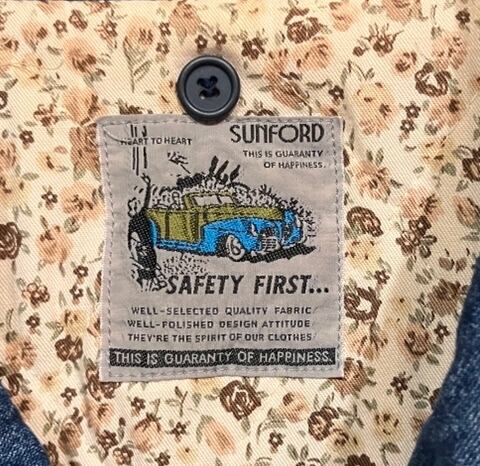 HEART TO HEART
SUNFORD
THIS IS GUARANTY
OF HAPPINESS.
SAFETY FIRST...
WELL-SELECTED QUALITY FABRIC/
WELL-POLISHED DESIGN ATTITUDE/
THEY'RE THE SPIRIT OF OUR CLOTHES/
THIS IS GUARANTY OF HAPPINESS.